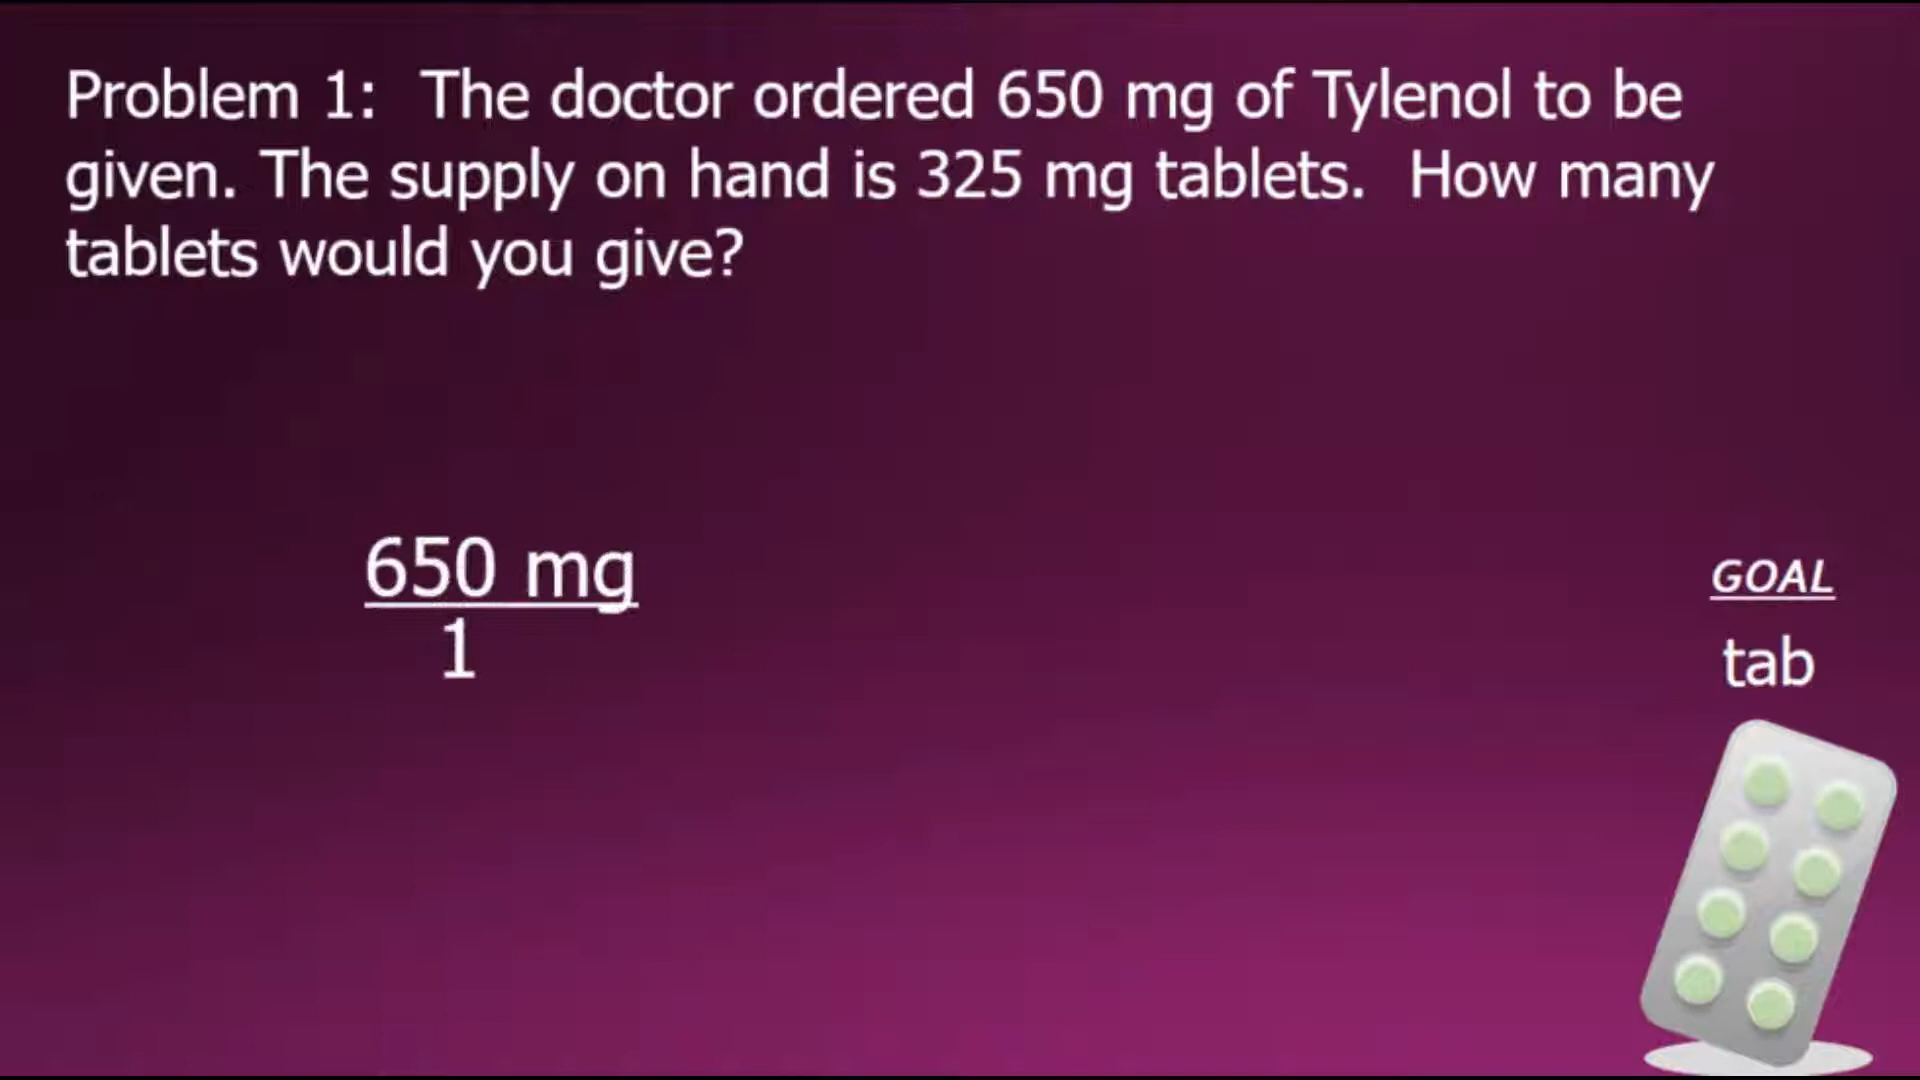 Problem 1:  The doctor ordered 650 mg of Tylenol to be
given. The supply on hand is 325 mg tablets.  How many
tablets would you give?
650 mg
1
GOAL
tab